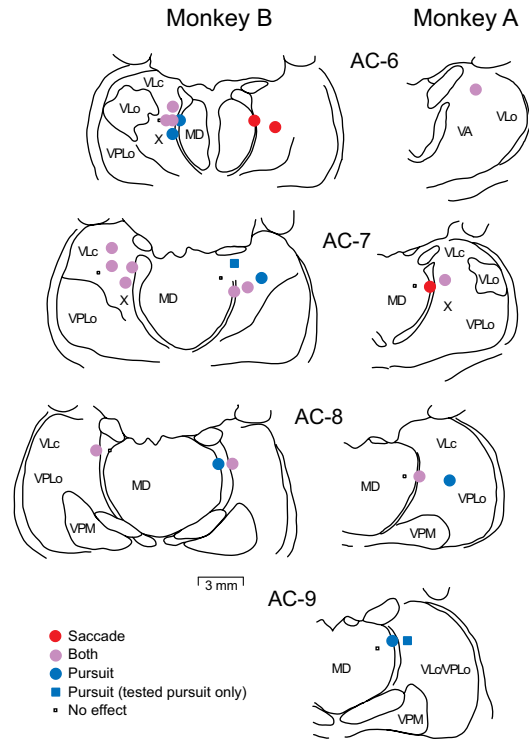 Monkey B
Monkey A
AC-6
VLc
VLo
X
MD
VPLo
VA
VLo
AC-7
VLc
X
MD
VPLo
VLc
VLo
MD
X
VPLo
AC-8
VLc
VPLo
MD
VPM
VLc
MD
VPLo
VPM
3 mm
AC-9
MD
VLc/VPLo
VPM
Saccade
Both
Pursuit
Pursuit (tested pursuit only)
No effect